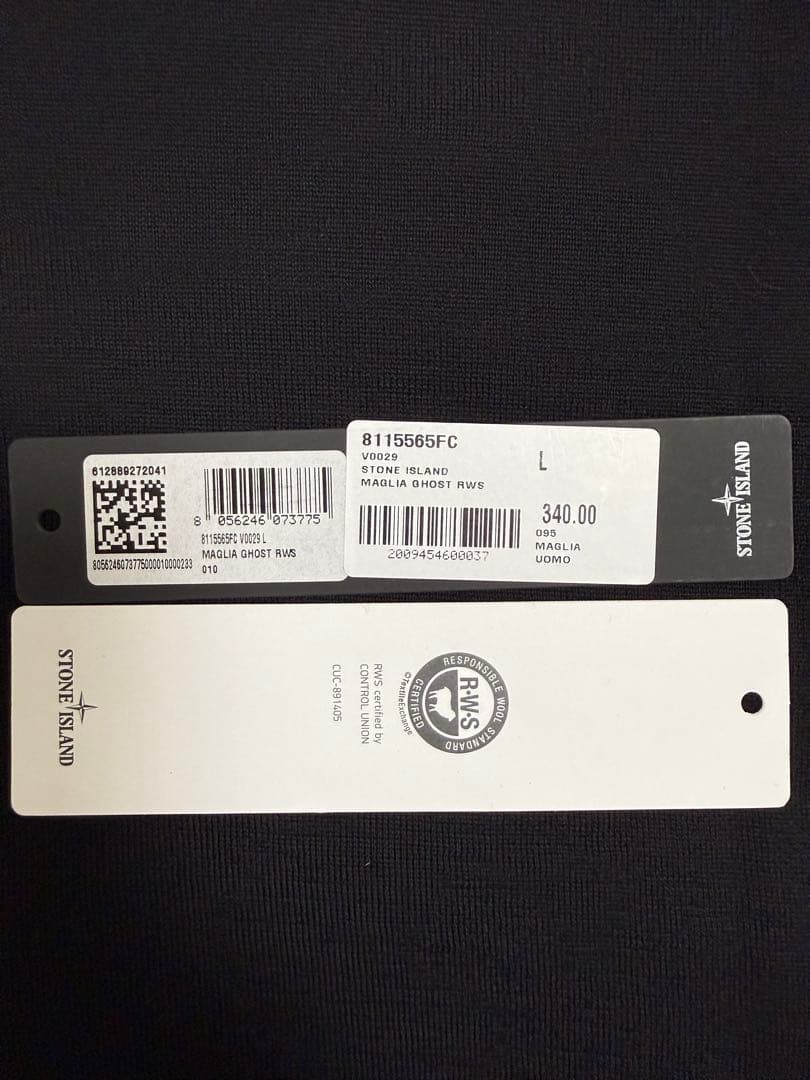 612889272041
8 056246 073775
8115565FC V0029 L
MAGLIA GHOST RWS
010
8056246073775000010000233
8115565FC
V0029
STONE ISLAND
MAGLIA GHOST RWS
L
340.00
095
MAGLIA
UOMO
2009454600037
STONE ISLAND
STONE ISLAND
RWS certified by
CONTROL UNION
CUC-891405
RESPONSIBLE WOOL STANDARD
R•W•S
CERTIFIED
©TextileExchange